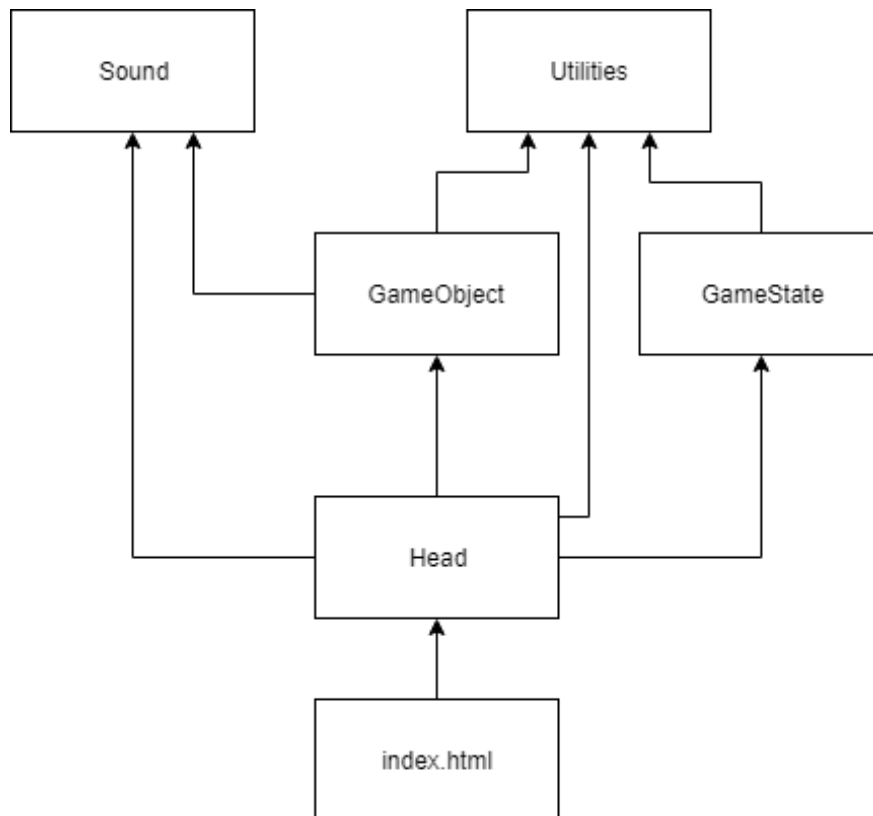 Sound
Utilities
GameObject
GameState
Head
index.html